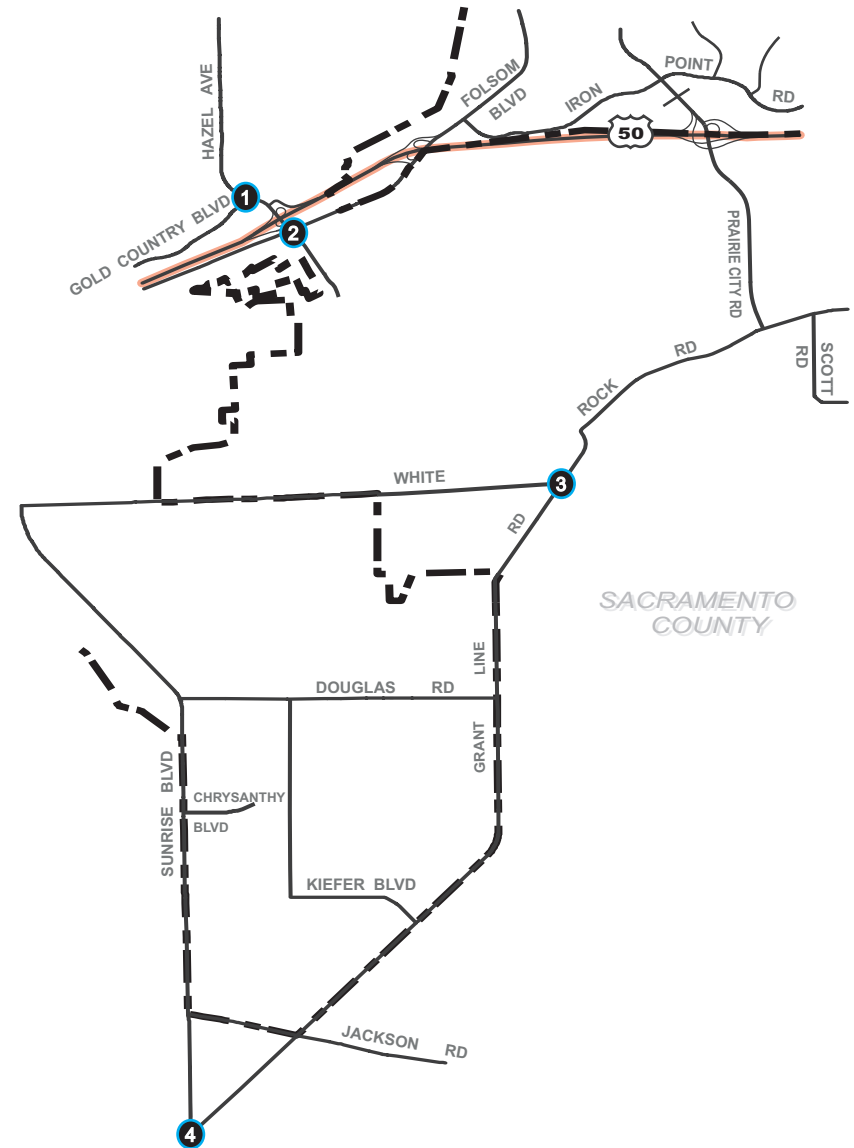 HAZEL AVE
FOLSOM
BLVD
IRON
POINT
RD
50
1
GOLD COUNTRY BLVD
2
PRAIRIE CITY RD
SCOTT
RD
ROCK
RD
WHITE
3
RD
SACRAMENTO
COUNTY
LINE
GRANT
DOUGLAS RD
SUNRISE BLVD
CHRYSANTHY
BLVD
KIEFER BLVD
JACKSON RD
4